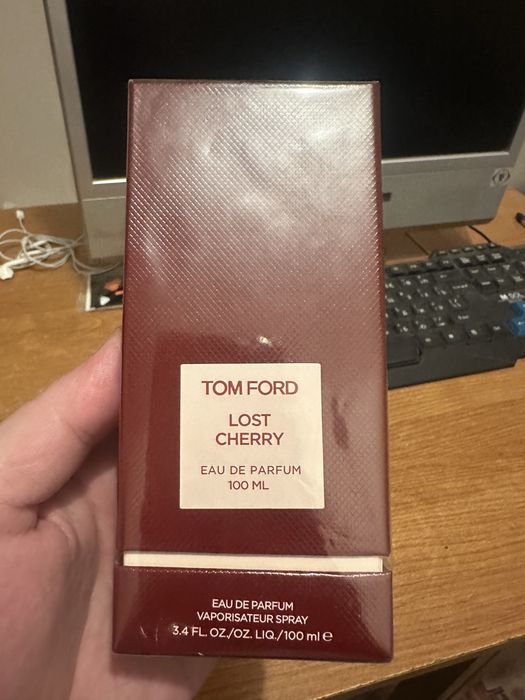 TOM FORD
LOST
CHERRY
EAU DE PARFUM
100 ML
EAU DE PARFUM
VAPORISATEUR SPRAY
3.4 FL. OZ./OZ. LIQ./100 ml e